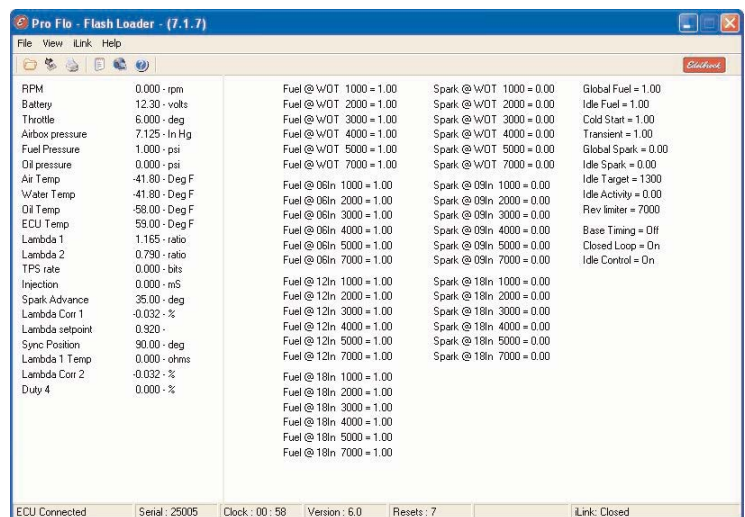 Pro Flo - Flash Loader - (7.1.7)
File View iLink Help
Edelbrock
RPM 0.000 - rpm
Battery 12.30 - volts
Throttle 6.000 - deg
Airbox pressure 7.125 - In Hg
Fuel Pressure 1.000 - psi
Oil pressure 0.000 - psi
Air Temp -41.80 - Deg F
Water Temp -41.80 - Deg F
Oil Temp -58.00 - Deg F
ECU Temp 59.00 - Deg F
Lambda 1 1.165 - ratio
Lambda 2 0.790 - ratio
TPS rate 0.000 - bits
Injection 0.000 - mS
Spark Advance 35.00 - deg
Lambda Corr 1 -0.032 - %
Lambda setpoint 0.920 -
Sync Position 90.00 - deg
Lambda 1 Temp 0.000 - ohms
Lambda Corr 2 -0.032 - %
Duty 4 0.000 - %
Fuel @ WOT 1000 = 1.00
Fuel @ WOT 2000 = 1.00
Fuel @ WOT 3000 = 1.00
Fuel @ WOT 4000 = 1.00
Fuel @ WOT 5000 = 1.00
Fuel @ WOT 7000 = 1.00
Fuel @ 06In 1000 = 1.00
Fuel @ 06In 2000 = 1.00
Fuel @ 06In 3000 = 1.00
Fuel @ 06In 4000 = 1.00
Fuel @ 06In 5000 = 1.00
Fuel @ 06In 7000 = 1.00
Fuel @ 12In 1000 = 1.00
Fuel @ 12In 2000 = 1.00
Fuel @ 12In 3000 = 1.00
Fuel @ 12In 4000 = 1.00
Fuel @ 12In 5000 = 1.00
Fuel @ 12In 7000 = 1.00
Fuel @ 18In 1000 = 1.00
Fuel @ 18In 2000 = 1.00
Fuel @ 18In 3000 = 1.00
Fuel @ 18In 4000 = 1.00
Fuel @ 18In 5000 = 1.00
Fuel @ 18In 7000 = 1.00
Spark @ WOT 1000 = 0.00
Spark @ WOT 2000 = 0.00
Spark @ WOT 3000 = 0.00
Spark @ WOT 4000 = 0.00
Spark @ WOT 5000 = 0.00
Spark @ WOT 7000 = 0.00
Spark @ 09In 1000 = 0.00
Spark @ 09In 2000 = 0.00
Spark @ 09In 3000 = 0.00
Spark @ 09In 4000 = 0.00
Spark @ 09In 5000 = 0.00
Spark @ 09In 7000 = 0.00
Spark @ 18In 1000 = 0.00
Spark @ 18In 2000 = 0.00
Spark @ 18In 3000 = 0.00
Spark @ 18In 4000 = 0.00
Spark @ 18In 5000 = 0.00
Spark @ 18In 7000 = 0.00
Global Fuel = 1.00
Idle Fuel = 1.00
Cold Start = 1.00
Transient = 1.00
Global Spark = 0.00
Idle Spark = 0.00
Idle Target = 1300
Idle Activity = 0.00
Rev limiter = 7000
Base Timing = Off
Closed Loop = On
Idle Control = On
ECU Connected Serial : 25005 Clock : 00 : 58 Version : 6.0 Resets : 7 iLink: Closed